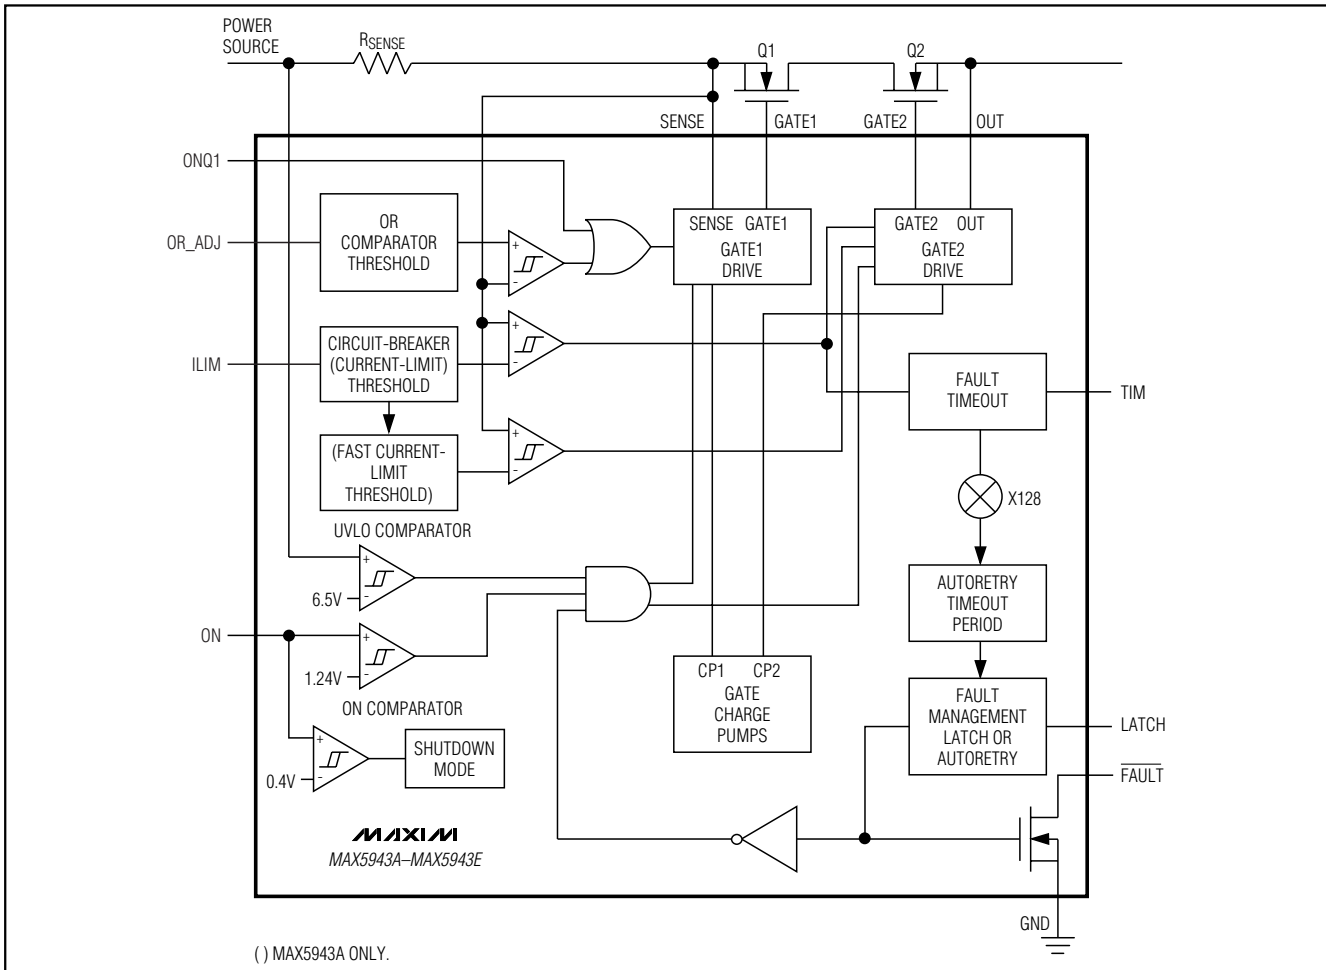 POWER
SOURCE
RSENSE
Q1
Q2
SENSE
GATE1
GATE2
OUT
ONQ1
OR_ADJ
OR
COMPARATOR
THRESHOLD
+
-
SENSE GATE1
GATE1
DRIVE
GATE2 OUT
GATE2
DRIVE
ILIM
CIRCUIT-BREAKER
(CURRENT-LIMIT)
THRESHOLD
+
-
FAULT
TIMEOUT
TIM
(FAST CURRENT-
LIMIT
THRESHOLD)
+
-
X128
UVLO COMPARATOR
+
-
6.5V
AUTORETRY
TIMEOUT
PERIOD
ON
+
-
1.24V
ON COMPARATOR
CP1 CP2
GATE
CHARGE
PUMPS
FAULT
MANAGEMENT
LATCH OR
AUTORETRY
LATCH
+
-
0.4V
SHUTDOWN
MODE
FAULT
MAXIM
MAX5943A–MAX5943E
GND
( ) MAX5943A ONLY.